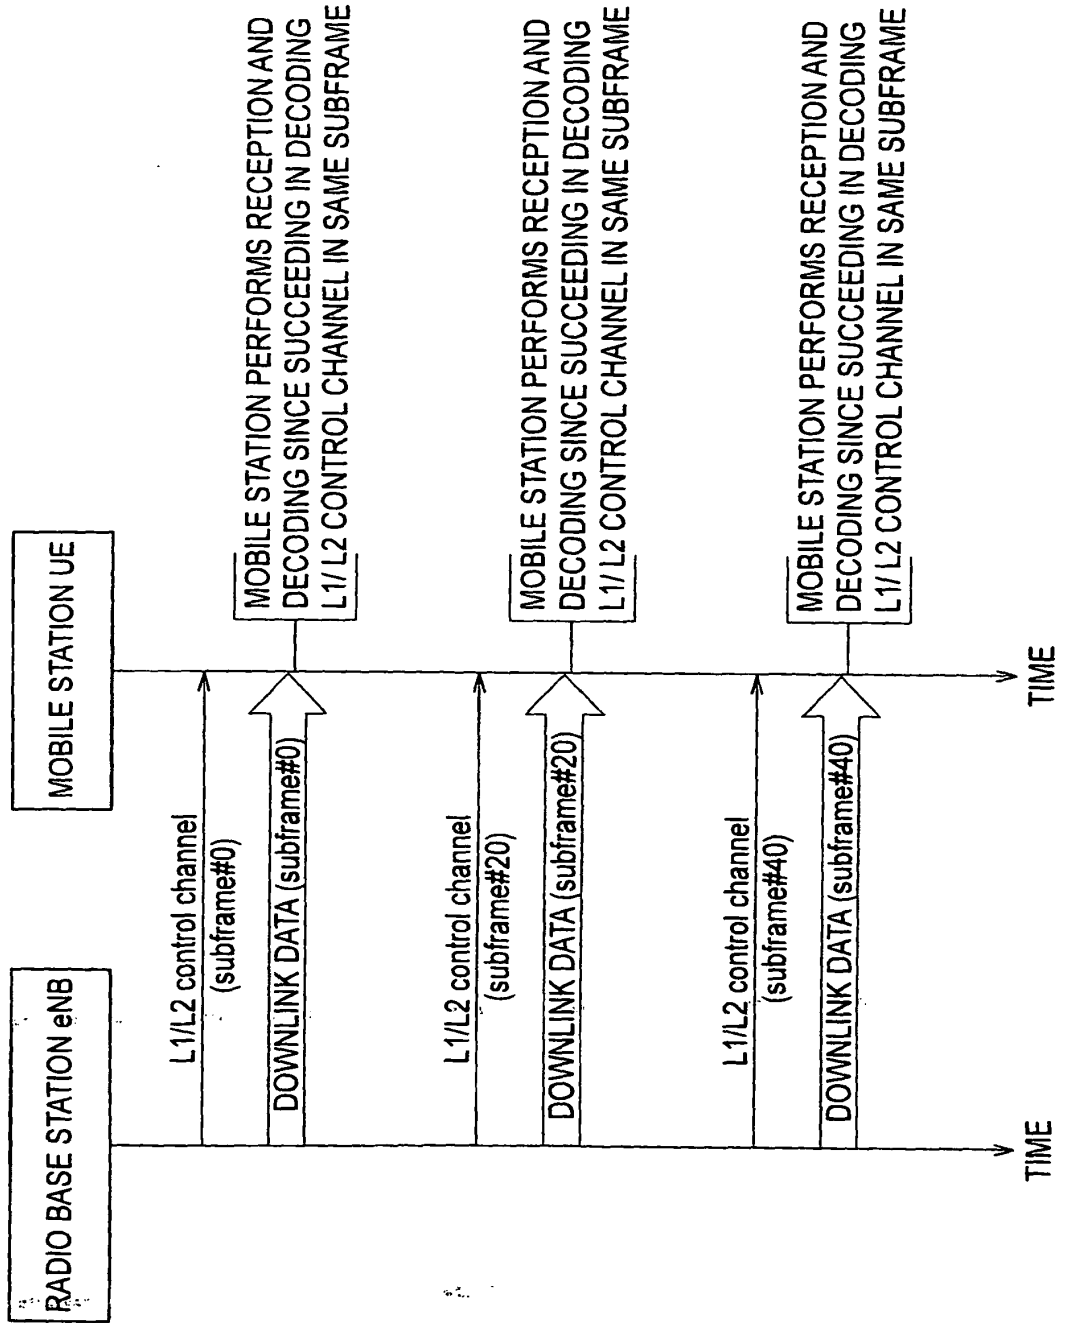 RADIO BASE STATION eNB
MOBILE STATION UE
L1/L2 control channel
(subframe#0)
DOWNLINK DATA (subframe#0)
MOBILE STATION PERFORMS RECEPTION AND
DECODING SINCE SUCCEEDING IN DECODING
L1/ L2 CONTROL CHANNEL IN SAME SUBFRAME
L1/L2 control channel
(subframe#20)
DOWNLINK DATA (subframe#20)
MOBILE STATION PERFORMS RECEPTION AND
DECODING SINCE SUCCEEDING IN DECODING
L1/ L2 CONTROL CHANNEL IN SAME SUBFRAME
L1/L2 control channel
(subframe#40)
DOWNLINK DATA (subframe#40)
MOBILE STATION PERFORMS RECEPTION AND
DECODING SINCE SUCCEEDING IN DECODING
L1/ L2 CONTROL CHANNEL IN SAME SUBFRAME
TIME
TIME